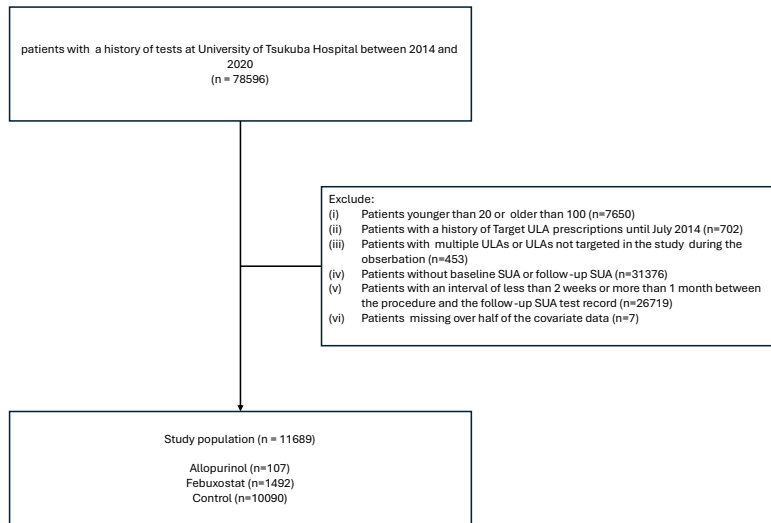 patients with a history of tests at University of Tsukuba Hospital between 2014 and
2020
(n = 78596)
Exclude:
(i) Patients younger than 20 or older than 100 (n=7650)
(ii) Patients with a history of Target ULA prescriptions until July 2014 (n=702)
(iii) Patients with multiple ULAs or ULAs not targeted in the study during the
obserbation (n=453)
(iv) Patients without baseline SUA or follow-up SUA (n=31376)
(v) Patients with an interval of less than 2 weeks or more than 1 month between
the procedure and the follow-up SUA test record (n=26719)
(vi) Patients missing over half of the covariate data (n=7)
Study population (n = 11689)
Allopurinol (n=107)
Febuxostat (n=1492)
Control (n=10090)